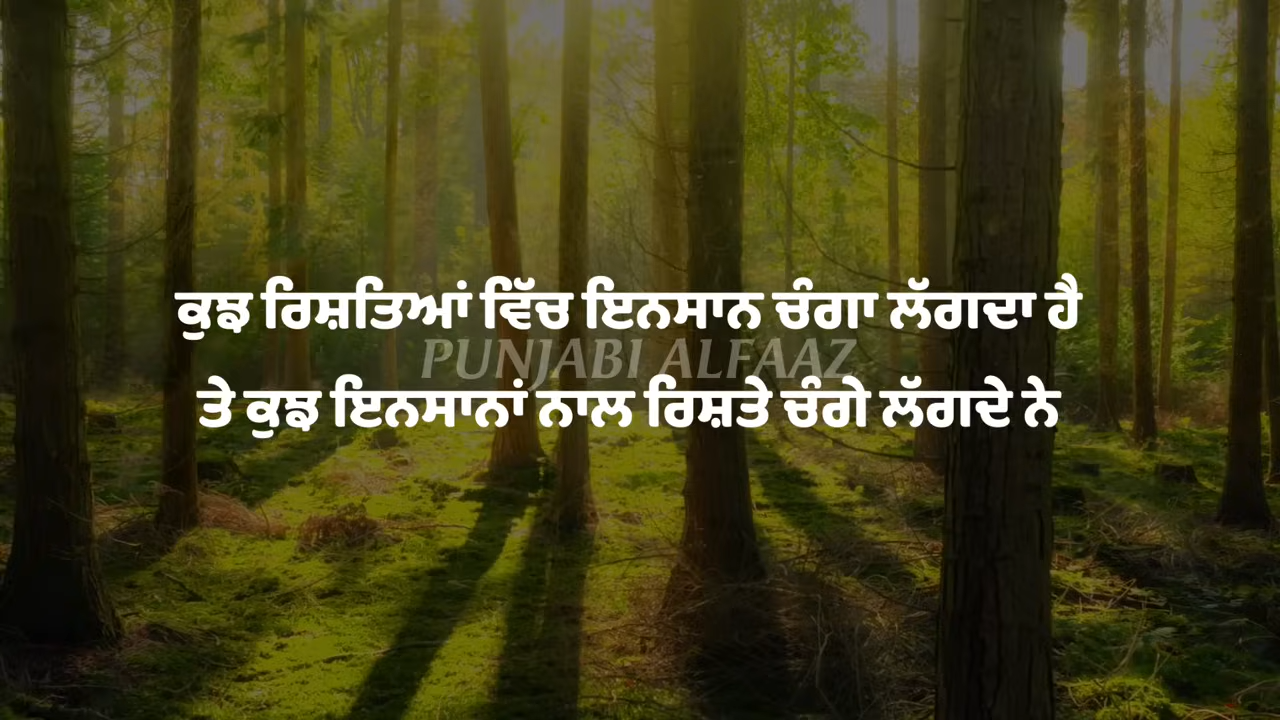 ਕੁਝ ਰਿਸ਼ਤਿਆਂ ਵਿੱਚ ਇਨਸਾਨ ਚੰਗਾ ਲੱਗਦਾ ਹੈ
PUNJABI ALFAAZ
ਤੇ ਕੁਝ ਇਨਸਾਨਾਂ ਨਾਲ ਰਿਸ਼ਤੇ ਚੰਗੇ ਲੱਗਦੇ ਨੇ